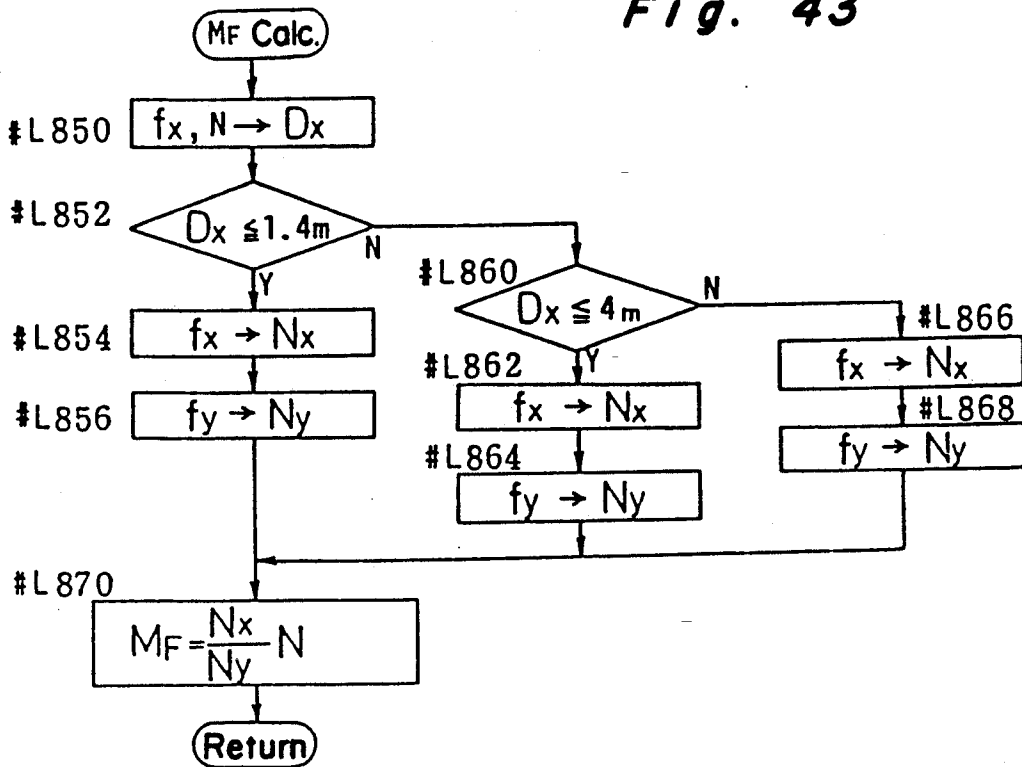 Fig. 43
MF Calc.
#L850
fx, N → Dx
#L852
Dx ≦ 1.4m
N
Y
#L854
fx → Nx
#L856
fy → Ny
#L860
Dx ≦ 4m
N
Y
#L862
fx → Nx
#L864
fy → Ny
#L866
fx → Nx
#L868
fy → Ny
#L870
MF = Nx/Ny N
Return